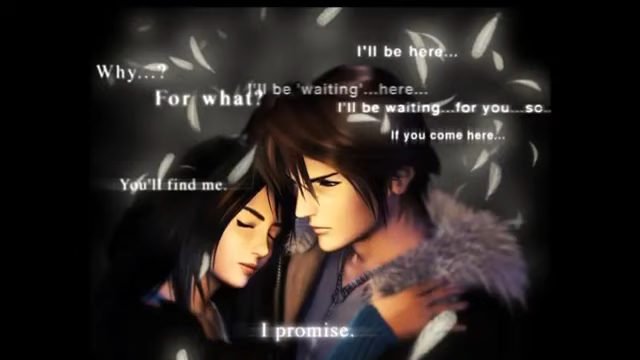 I'll be here...
Why...?
I'll be 'waiting'...here...
For what?
I'll be waiting...for you...so...
If you come here...
You'll find me.
I promise.